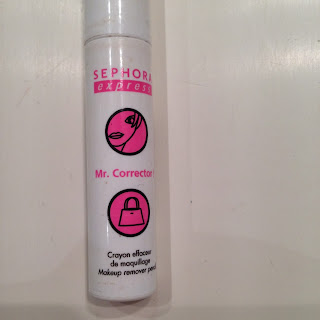 SEPHORA
express
Mr. Corrector
Crayon effaceur
de maquillage
Makeup remover pencil